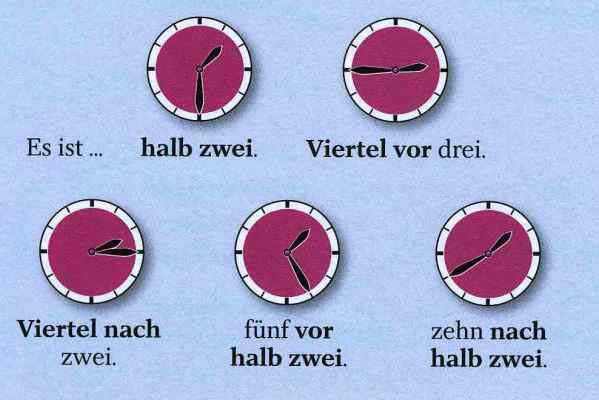 Es ist ... halb zwei. Viertel vor drei.
Viertel nach fünf vor zehn nach
zwei. halb zwei. halb zwei.